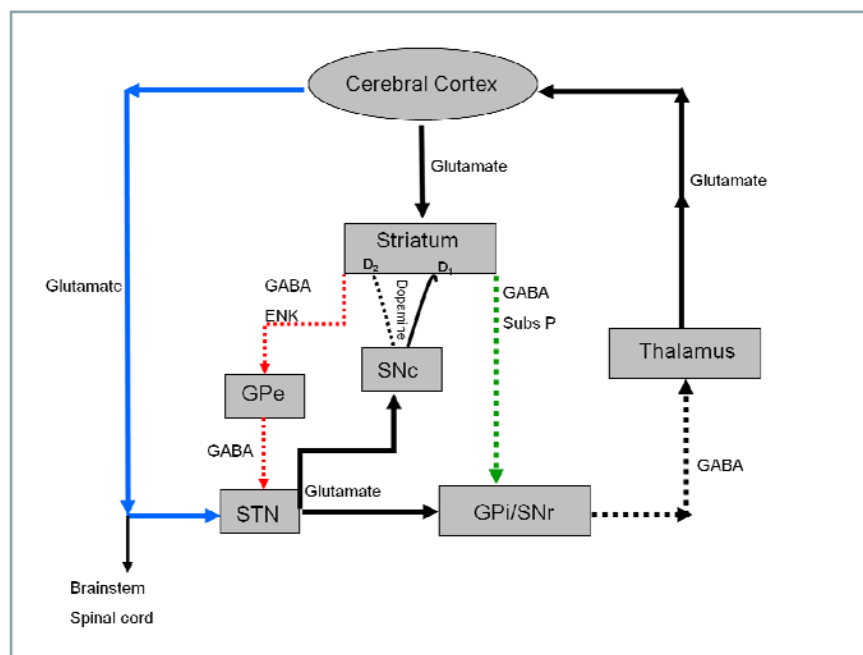 Cerebral Cortex
Glutamate
Glutamate
Striatum
D2
D1
GABA
ENK
Dopamine
GABA
Subs P
Glutamate
Thalamus
SNc
GPe
GABA
GABA
Glutamate
STN
GPi/SNr
Brainstem
Spinal cord